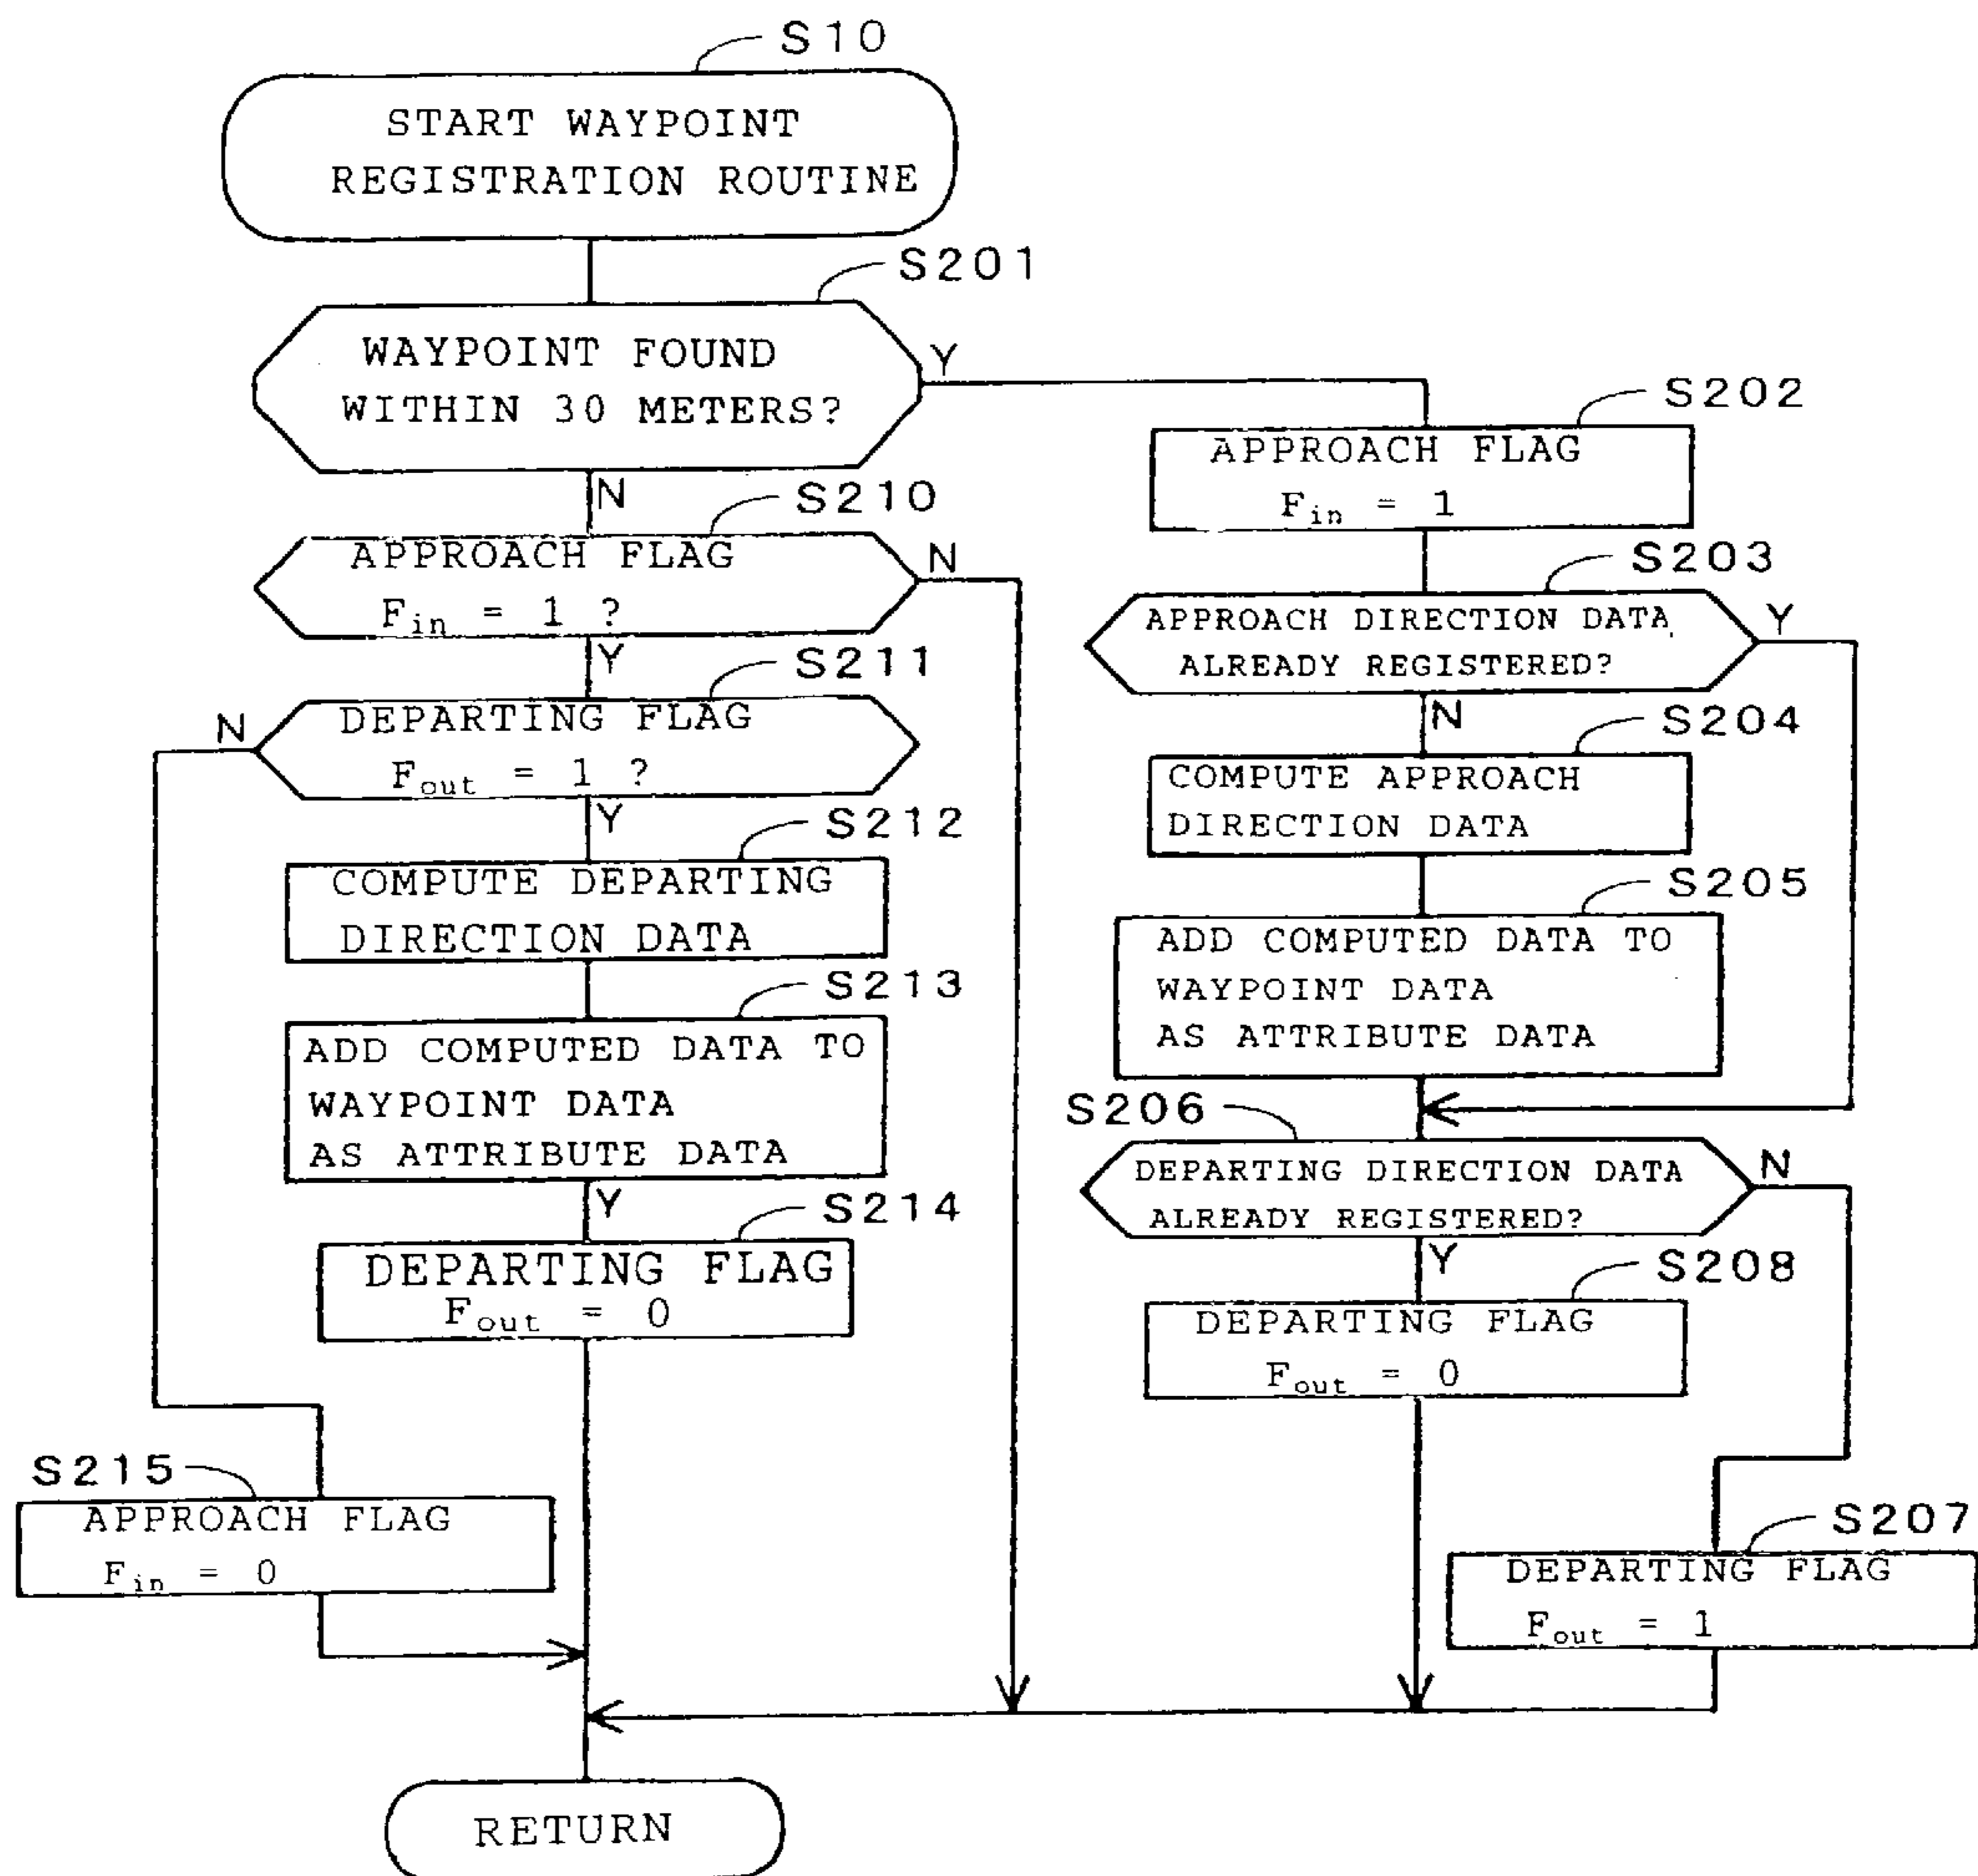 S10
START WAYPOINT
REGISTRATION ROUTINE
S201
WAYPOINT FOUND
WITHIN 30 METERS?
Y
N
S202
APPROACH FLAG
Fin = 1
S210
APPROACH FLAG
Fin = 1 ?
N
Y
S203
APPROACH DIRECTION DATA
ALREADY REGISTERED?
Y
N
S211
DEPARTING FLAG
Fout = 1 ?
N
Y
S204
COMPUTE APPROACH
DIRECTION DATA
S212
COMPUTE DEPARTING
DIRECTION DATA
S205
ADD COMPUTED DATA TO
WAYPOINT DATA
AS ATTRIBUTE DATA
S213
ADD COMPUTED DATA TO
WAYPOINT DATA
AS ATTRIBUTE DATA
Y
S206
DEPARTING DIRECTION DATA
ALREADY REGISTERED?
N
Y
S214
DEPARTING FLAG
Fout = 0
S208
DEPARTING FLAG
Fout = 0
S215
APPROACH FLAG
Fin = 0
S207
DEPARTING FLAG
Fout = 1
RETURN